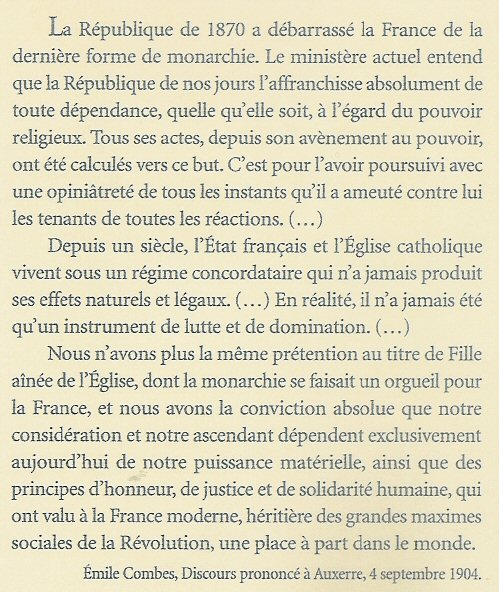 La République de 1870 a débarrassé la France de la
dernière forme de monarchie. Le ministère actuel entend
que la République de nos jours l'affranchisse absolument de
toute dépendance, quelle qu'elle soit, à l'égard du pouvoir
religieux. Tous ses actes, depuis son avènement au pouvoir,
ont été calculés vers ce but. C'est pour l'avoir poursuivi avec
une opiniâtreté de tous les instants qu'il a ameuté contre lui
les tenants de toutes les réactions. (…)
Depuis un siècle, l'État français et l'Église catholique
vivent sous un régime concordataire qui n'a jamais produit
ses effets naturels et légaux. (…) En réalité, il n'a jamais été
qu'un instrument de lutte et de domination. (…)
Nous n'avons plus la même prétention au titre de Fille
aînée de l'Église, dont la monarchie se faisait un orgueil pour
la France, et nous avons la conviction absolue que notre
considération et notre ascendant dépendent exclusivement
aujourd'hui de notre puissance matérielle, ainsi que des
principes d'honneur, de justice et de solidarité humaine, qui
ont valu à la France moderne, héritière des grandes maximes
sociales de la Révolution, une place à part dans le monde.
Émile Combes, Discours prononcé à Auxerre, 4 septembre 1904.